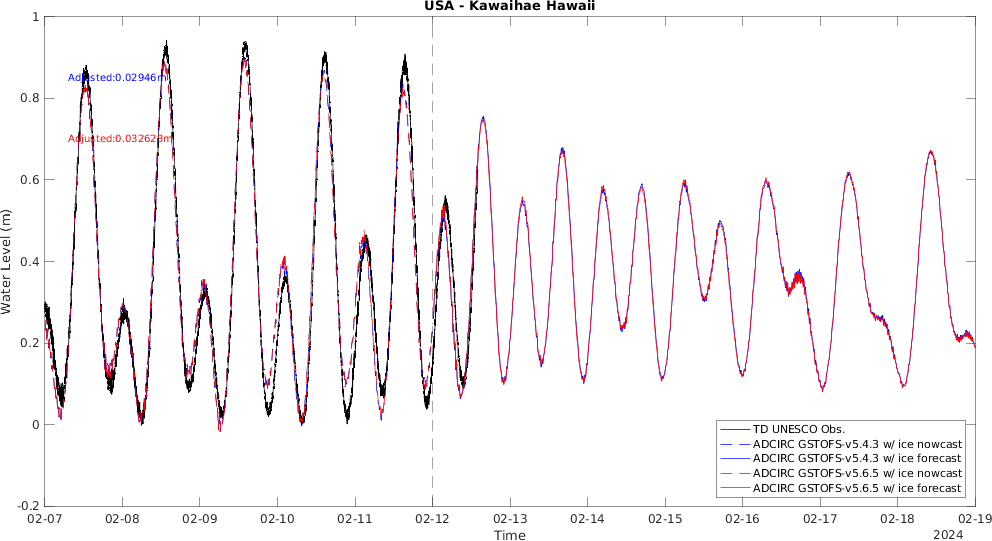 USA - Kawaihae Hawaii
1
0.8
0.6
0.4
0.2
0
-0.2
Water Level (m)
Adjusted:0.02946m
Adjusted:0.032628m
TD UNESCO Obs.
ADCIRC GSTOFS-v5.4.3 w/ ice nowcast
ADCIRC GSTOFS-v5.4.3 w/ ice forecast
ADCIRC GSTOFS-v5.6.5 w/ ice nowcast
ADCIRC GSTOFS-v5.6.5 w/ ice forecast
02-07 02-08 02-09 02-10 02-11 02-12 02-13 02-14 02-15 02-16 02-17 02-18 02-19
Time
2024